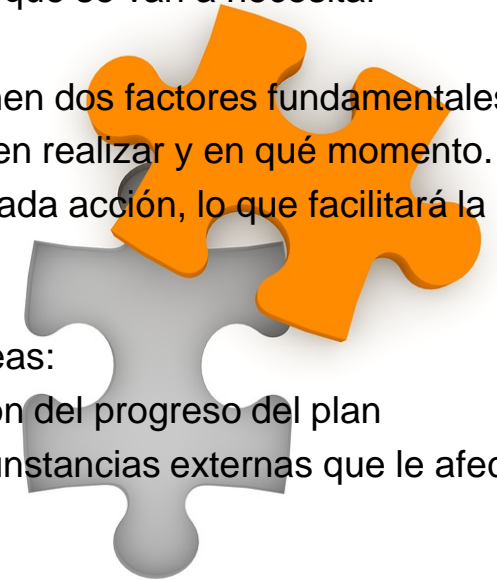 que se van a necesitar
nen dos factores fundamentales
en realizar y en qué momento.
ada acción, lo que facilitará la
eas:
ón del progreso del plan
unstancias externas que le afec